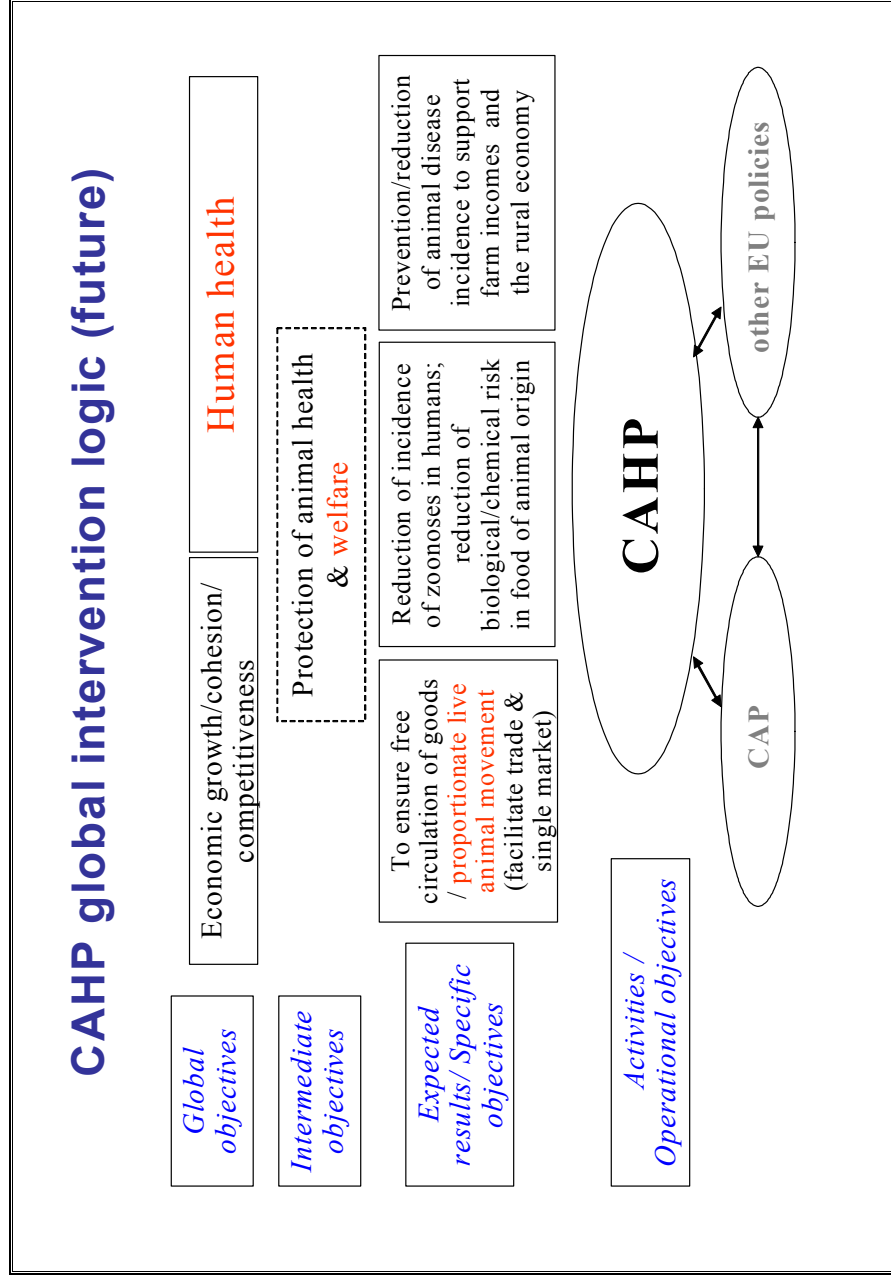 CAHP global intervention logic (future)
Global
objectives
Economic growth/cohesion/
competitiveness
Human health
Intermediate
objectives
Protection of animal health
& welfare
Expected
results/ Specific
objectives
To ensure free
circulation of goods
/ proportionate live
animal movement
(facilitate trade &
single market)
Reduction of incidence
of zoonoses in humans;
reduction of
biological/chemical risk
in food of animal origin
Prevention/reduction
of animal disease
incidence to support
farm incomes and
the rural economy
Activities /
Operational objectives
CAHP
CAP
other EU policies